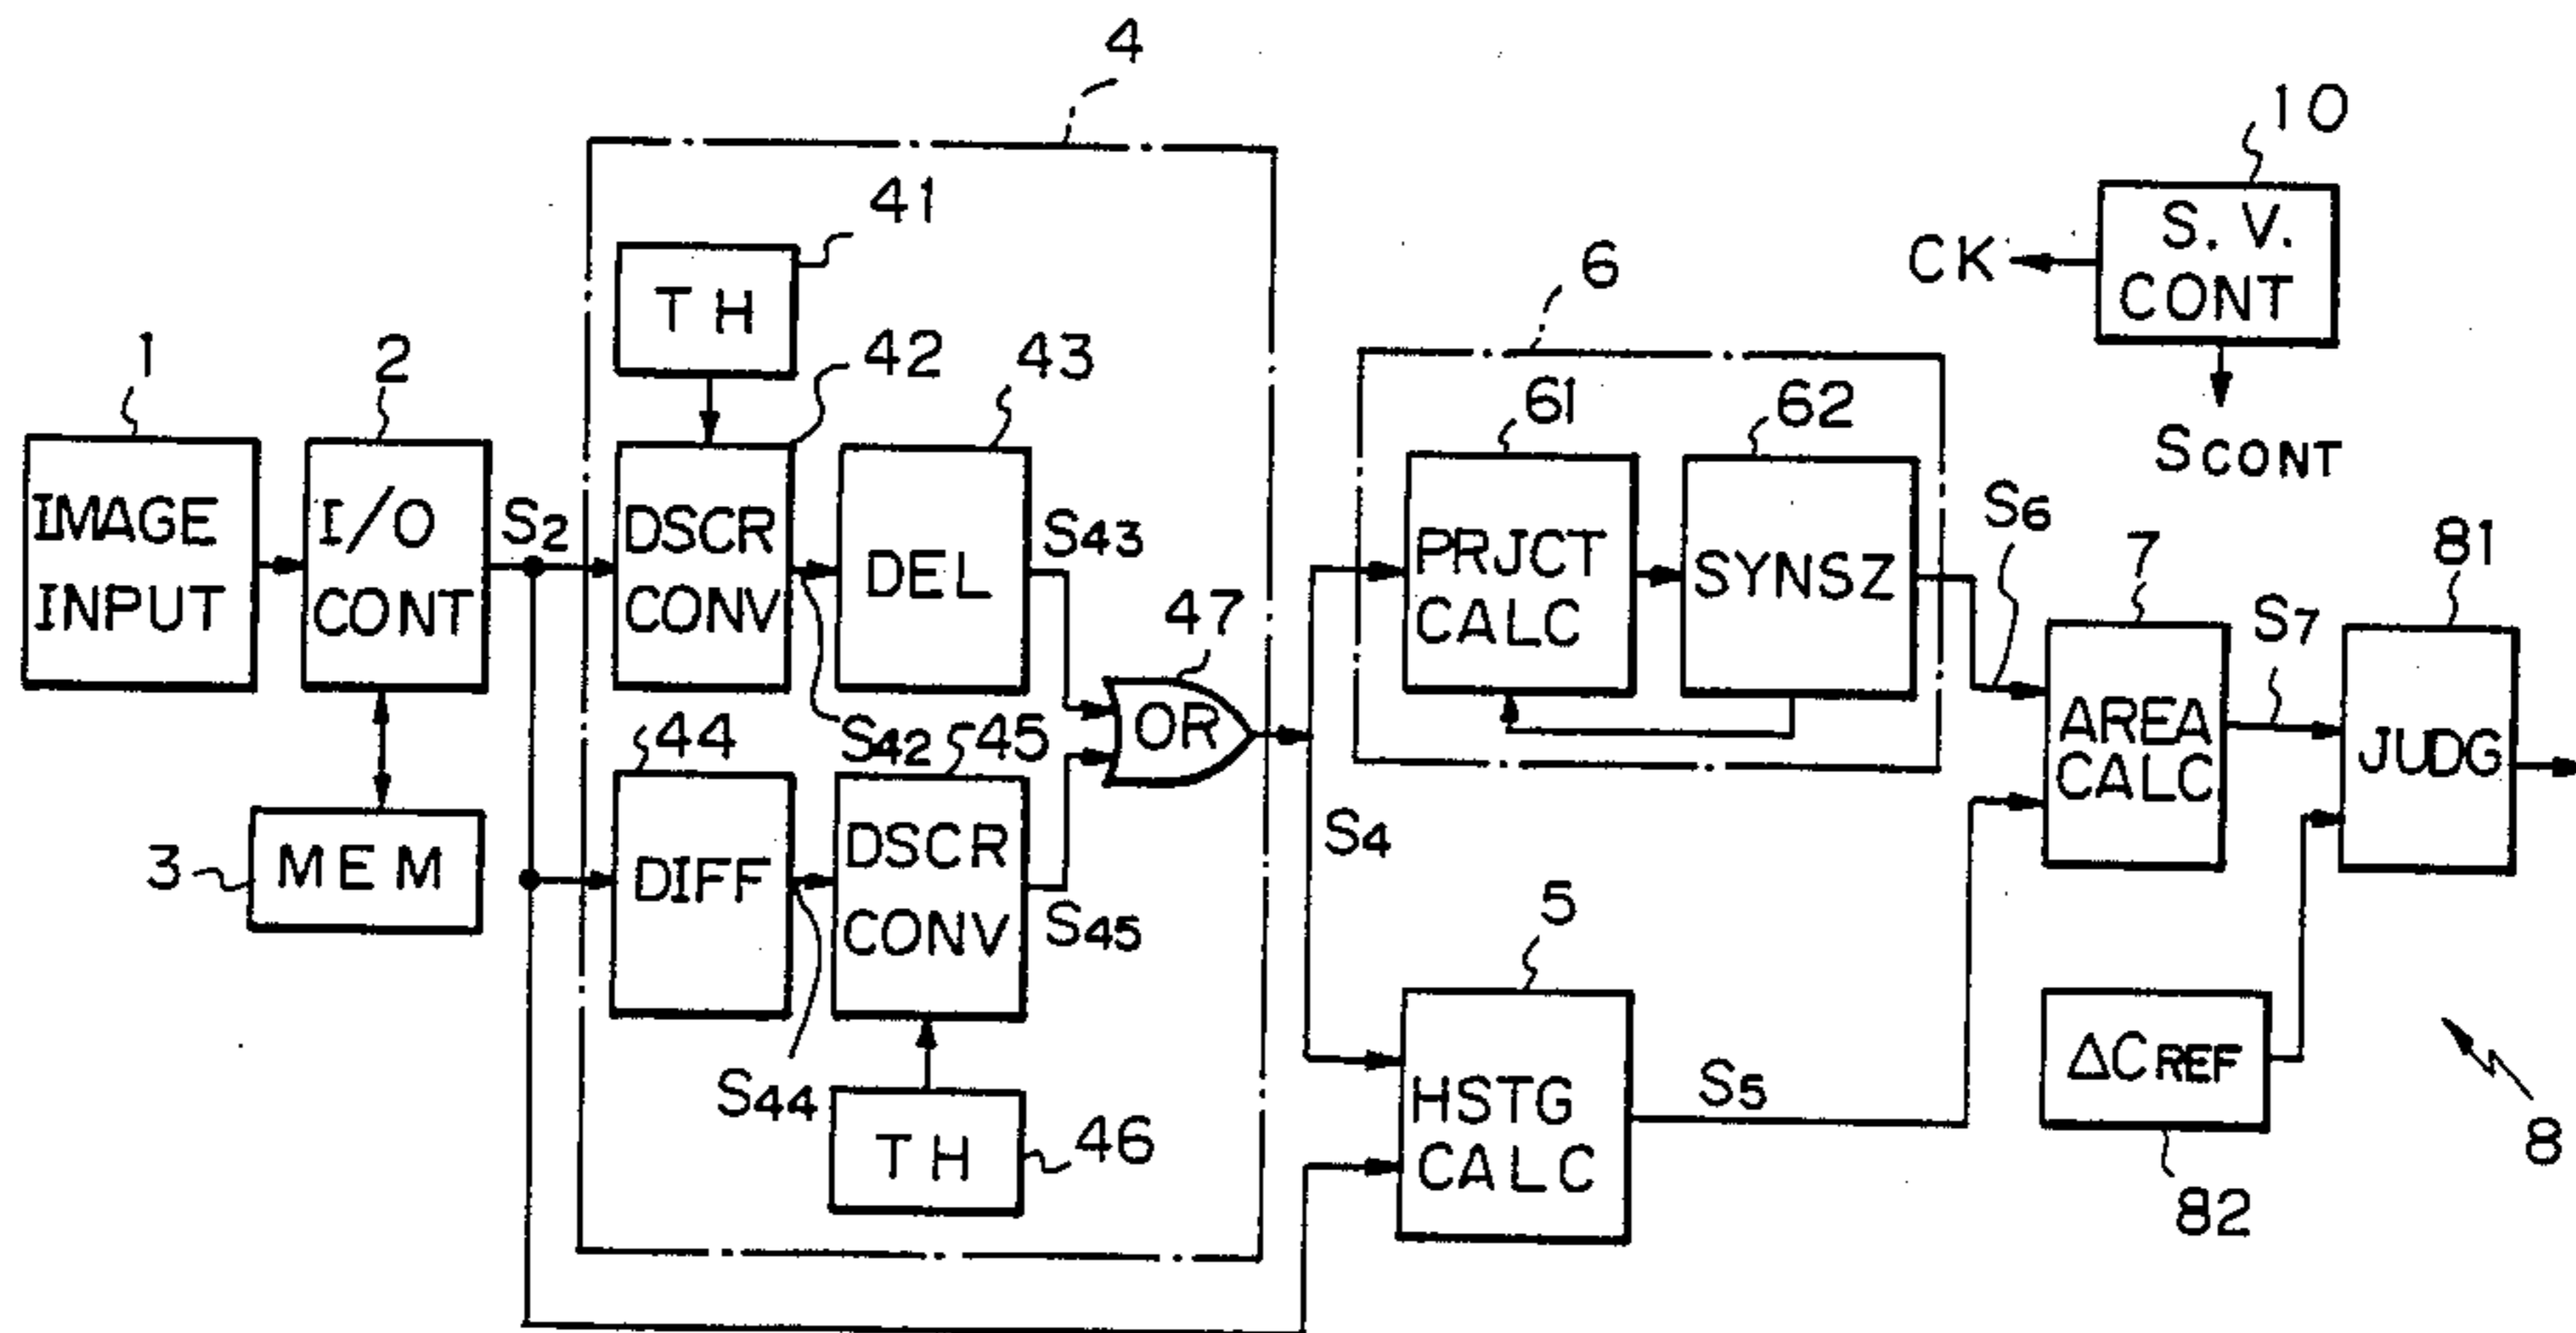 4
10
S. V.
CONT
CK
SCONT
41
TH
6
1
2
42
43
61
62
IMAGE
INPUT
I/O
CONT
S2
DSCR
CONV
DEL
S43
PRJCT
CALC
SYNSZ
S6
7
81
47
S7
OR
AREA
CALC
JUDG
44
S42
45
3
MEM
DIFF
DSCR
CONV
S45
S4
5
S44
TH
46
HSTG
CALC
S5
ΔCREF
82
8